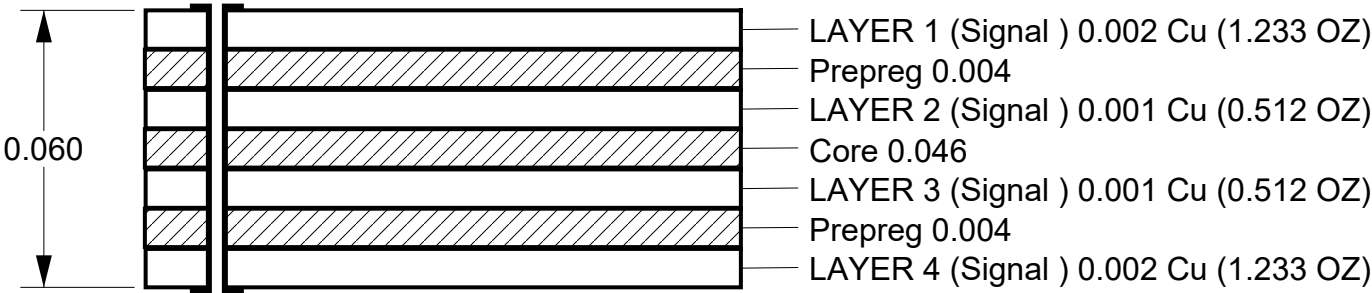 LAYER 1 (Signal ) 0.002 Cu (1.233 OZ)
Prepreg 0.004
LAYER 2 (Signal ) 0.001 Cu (0.512 OZ)
0.060
Core 0.046
LAYER 3 (Signal ) 0.001 Cu (0.512 OZ)
Prepreg 0.004
LAYER 4 (Signal ) 0.002 Cu (1.233 OZ)